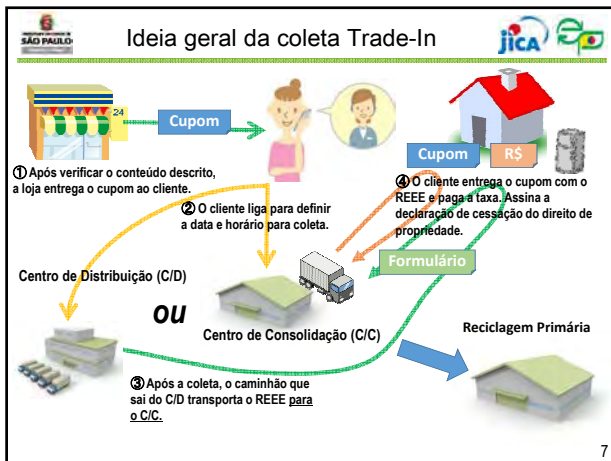 SÃO PAULO
Ideia geral da coleta Trade-In
jICA
24
Cupom
① Após verificar o conteúdo descrito,
a loja entrega o cupom ao cliente.
② O cliente liga para definir
a data e horário para coleta.
Cupom
R$
④ O cliente entrega o cupom com o
REEE e paga a taxa. Assina a
declaração de cessação do direito de
propriedade.
Formulário
Centro de Distribuição (C/D)
ou
Centro de Consolidação (C/C)
Reciclagem Primária
③ Após a coleta, o caminhão que
sai do C/D transporta o REEE para
o C/C.
7